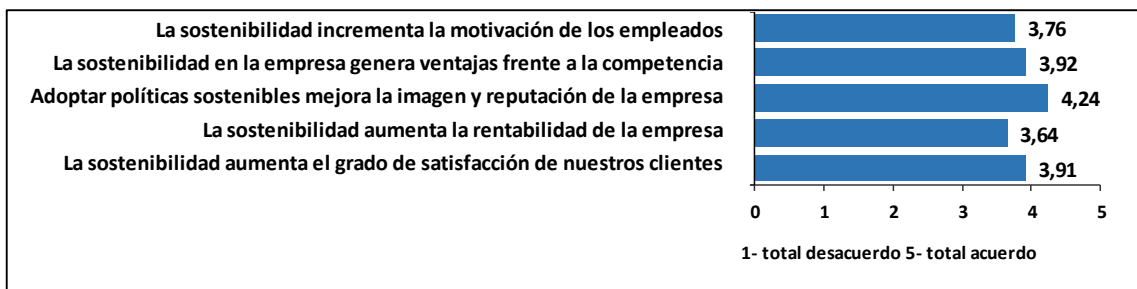 La sostenibilidad incrementa la motivación de los empleados
3,76
La sostenibilidad en la empresa genera ventajas frente a la competencia
3,92
Adoptar políticas sostenibles mejora la imagen y reputación de la empresa
4,24
La sostenibilidad aumenta la rentabilidad de la empresa
3,64
La sostenibilidad aumenta el grado de satisfacción de nuestros clientes
3,91
0 1 2 3 4 5
1- total desacuerdo 5- total acuerdo